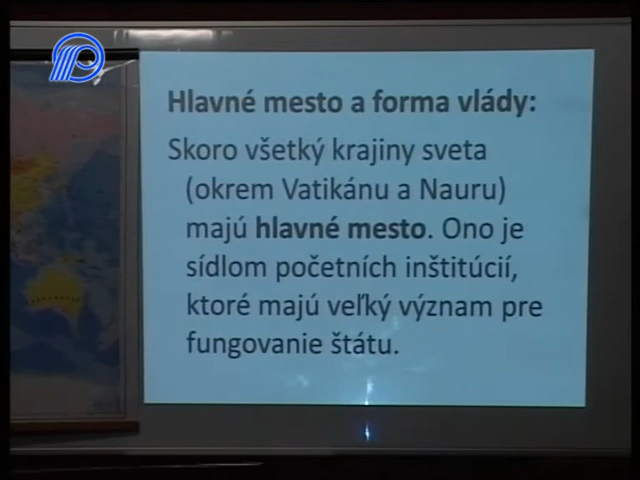 Hlavné mesto a forma vlády:
Skoro všetký krajiny sveta
(okrem Vatikánu a Nauru)
majú hlavné mesto. Ono je
sídlom početních inštitúcií,
ktoré majú veľký význam pre
fungovanie štátu.